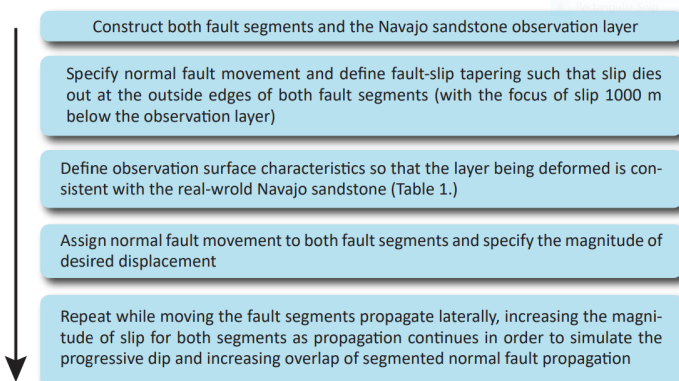 Construct both fault segments and the Navajo sandstone observation layer
Specify normal fault movement and define fault-slip tapering such that slip dies
out at the outside edges of both fault segments (with the focus of slip 1000 m
below the observation layer)
Define observation surface characteristics so that the layer being deformed is con-
sistent with the real-wrold Navajo sandstone (Table 1.)
Assign normal fault movement to both fault segments and specify the magnitude of
desired displacement
Repeat while moving the fault segments propagate laterally, increasing the magni-
tude of slip for both segments as propagation continues in order to simulate the
progressive dip and increasing overlap of segmented normal fault propagation